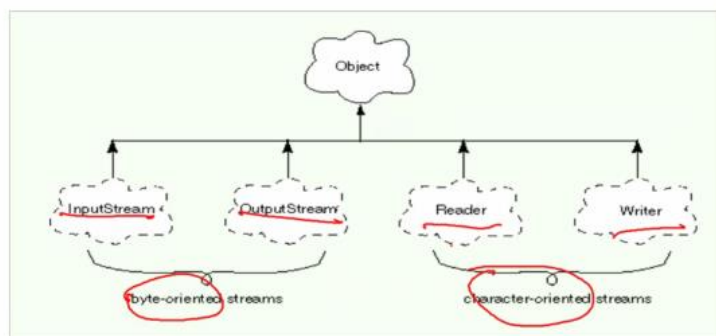 Object
InputStream OutputStream Reader Writer
byte-oriented streams character-oriented streams